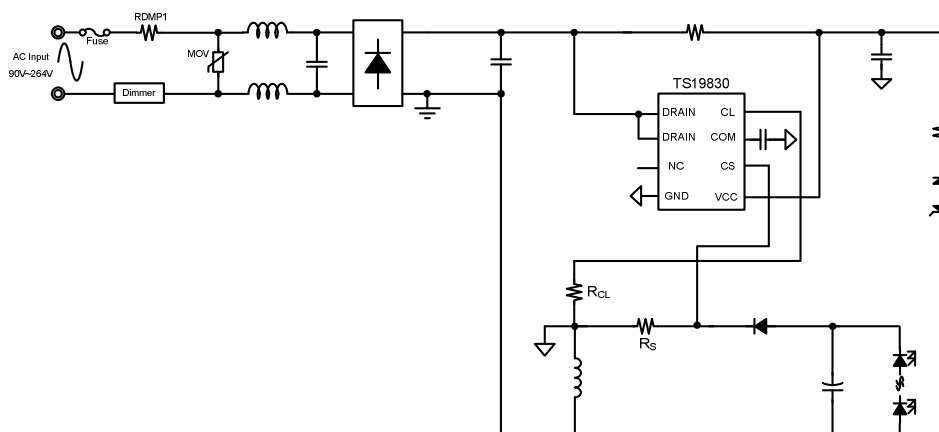 RDMP1
Fuse
MOV
AC Input
90V~264V
Dimmer
TS19830
DRAIN
CL
DRAIN
COM
NC
CS
GND
VCC
RCL
RS